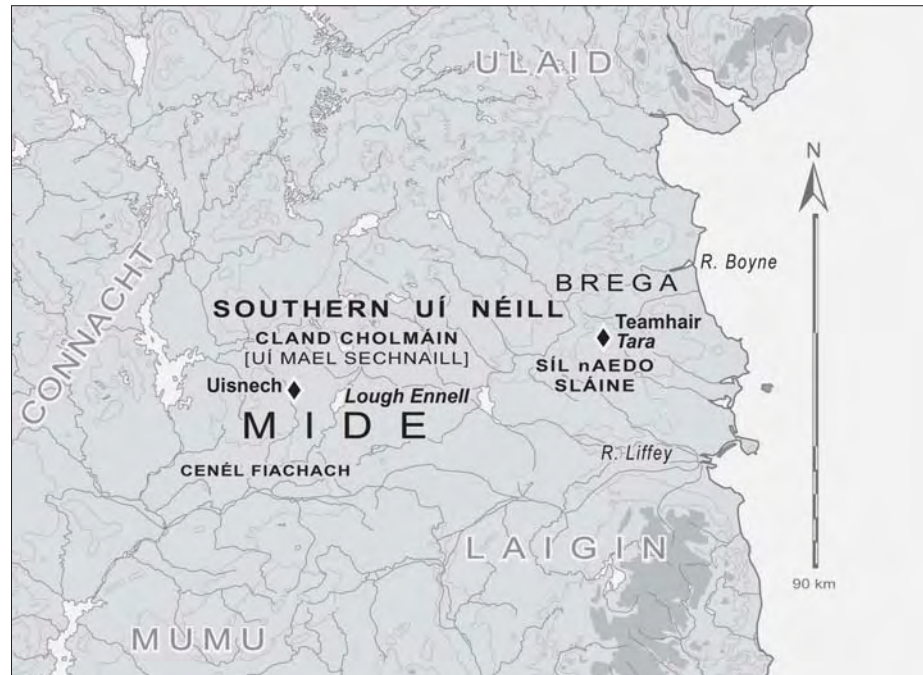 ULAID
N
CONNACHT
R. Boyne
BREGA
SOUTHERN UÍ NÉILL
Teamhair
Tara
CLAND CHOLMÁIN
[UÍ MAEL SECHNAILL]
SÍL nAEDO
SLÁINE
Uisnech
Lough Ennell
MIDE
R. Liffey
CENÉL FIACHACH
LAIGIN
90 km
MUMU